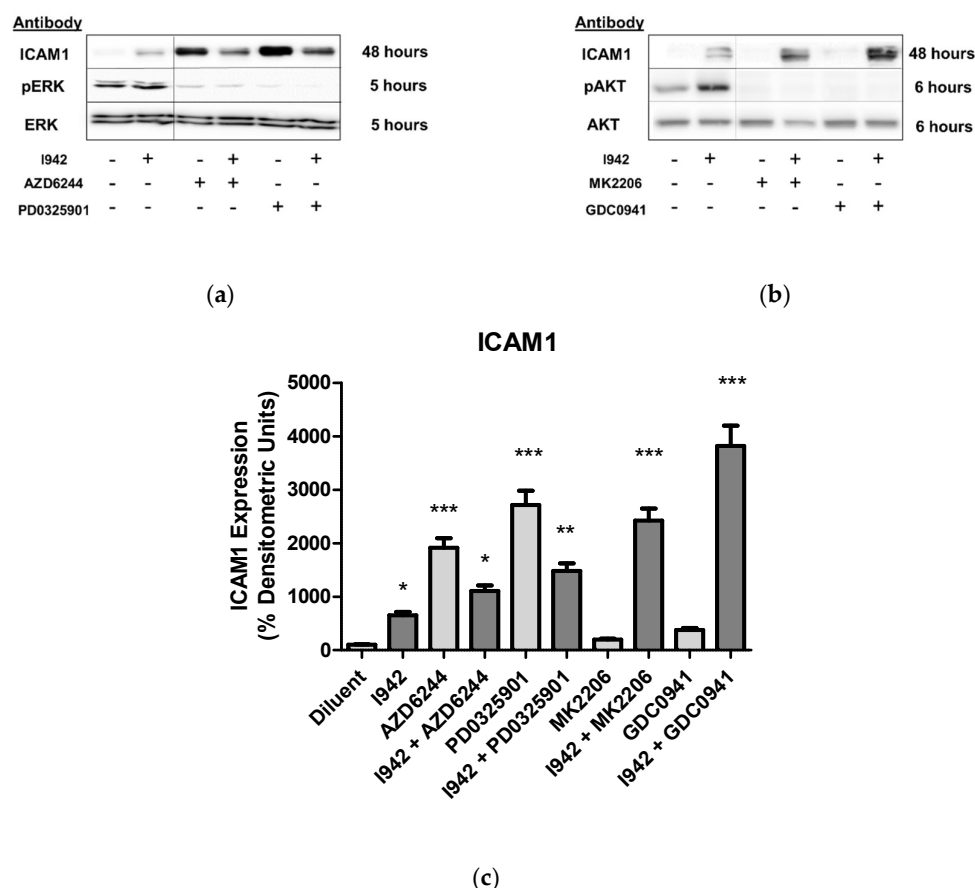 Antibody
ICAM1 48 hours
pERK 5 hours
ERK 5 hours
I942 - + - + - +
AZD6244 - - + + - -
PD0325901 - - - - + +
(a)
Antibody
ICAM1 48 hours
pAKT 6 hours
AKT 6 hours
I942 - + - + - +
MK2206 - - + + - -
GDC0941 - - - - + +
(b)
ICAM1
ICAM1 Expression
(% Densitometric Units)
5000
4000
3000
2000
1000
0
* *** * *** ** *** ***
Diluent
I942
AZD6244
I942 + AZD6244
PD0325901
I942 + PD0325901
MK2206
I942 + MK2206
GDC0941
I942 + GDC0941
(c)